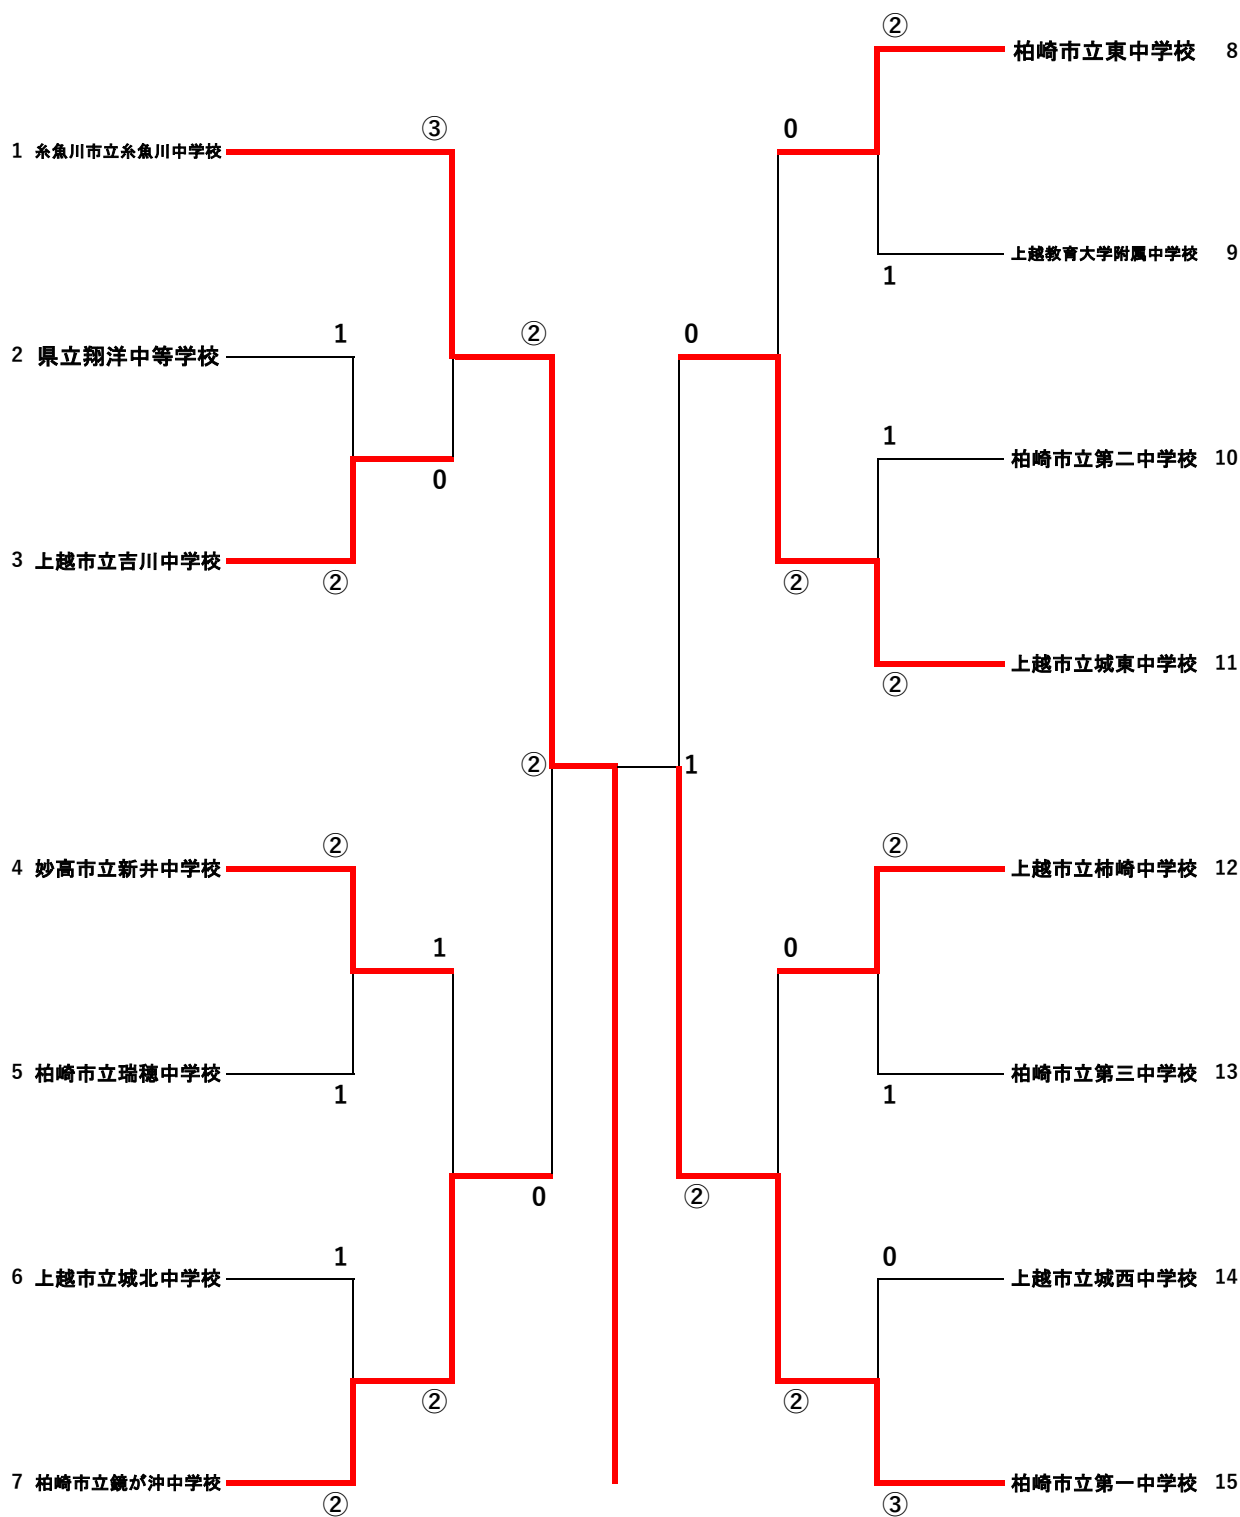 ②
柏崎市立東中学校 8
③
0
1 糸魚川市立糸魚川中学校
上越教育大学附属中学校 9
1
1
②
0
2 県立翔洋中等学校
1
柏崎市立第二中学校 10
0
3 上越市立吉川中学校
②
②
上越市立城東中学校 11
②
②
1
②
②
4 妙高市立新井中学校
上越市立柿崎中学校 12
1
0
5 柏崎市立瑞穂中学校
柏崎市立第三中学校 13
1
1
0
②
1
0
6 上越市立城北中学校
上越市立城西中学校 14
②
②
7 柏崎市立鏡が沖中学校
柏崎市立第一中学校 15
②
③